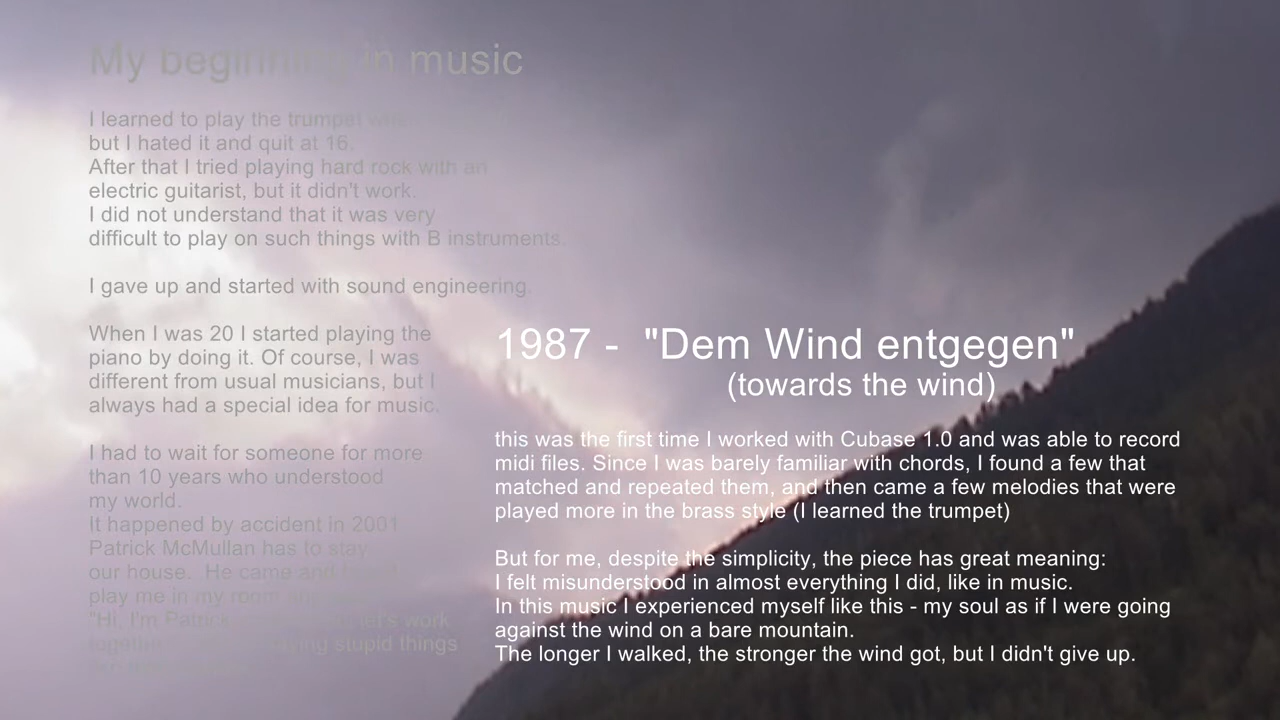 My beginning in music
I learned to play the trumpet when
but I hated it and quit at 16.
After that I tried playing hard rock with an
electric guitarist, but it didn't work.
I did not understand that it was very
difficult to play on such things with B instruments.
I gave up and started with sound engineering
When I was 20 I started playing the
piano by doing it. Of course, I was
different from usual musicians, but I
always had a special idea for music.
I had to wait for someone for more
than 10 years who understood
my world.
It happened by accident in 2001
Patrick McMullan has to stay
our house. He came and
play me in my room
"Hi, I'm Patrick let's work
stupid things
1987 - "Dem Wind entgegen"
(towards the wind)
this was the first time I worked with Cubase 1.0 and was able to record
midi files. Since I was barely familiar with chords, I found a few that
matched and repeated them, and then came a few melodies that were
played more in the brass style (I learned the trumpet)
But for me, despite the simplicity, the piece has great meaning:
I felt misunderstood in almost everything I did, like in music.
In this music I experienced myself like this - my soul as if I were going
against the wind on a bare mountain.
The longer I walked, the stronger the wind got, but I didn't give up.